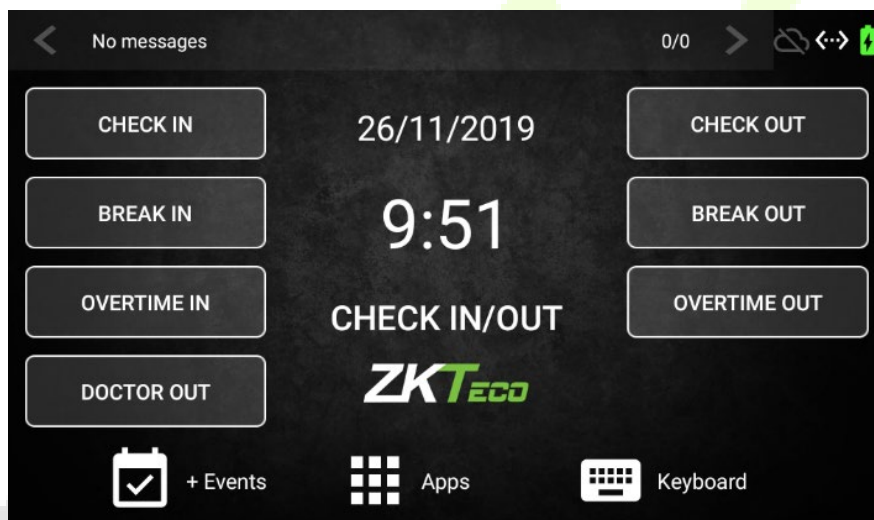 No messages 0/0
CHECK IN
26/11/2019
CHECK OUT
BREAK IN
9:51
BREAK OUT
OVERTIME IN
CHECK IN/OUT
OVERTIME OUT
DOCTOR OUT
ZKTECO
+ Events
Apps
Keyboard